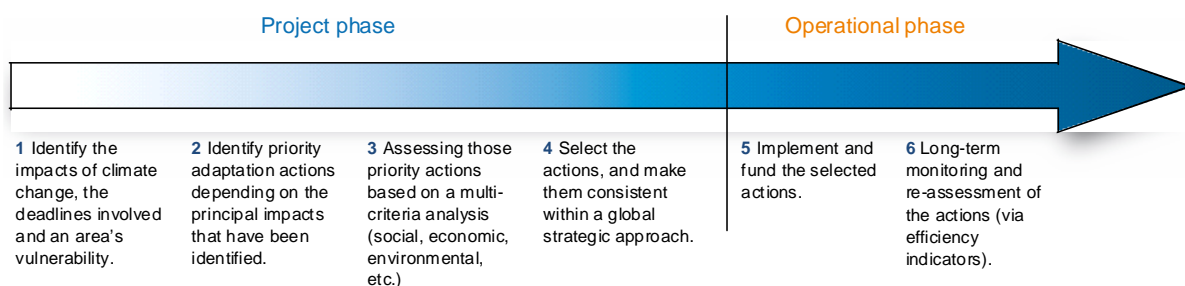 Project phase
Operational phase
1 Identify the
impacts of climate
change, the
deadlines involved
and an area's
vulnerability.
2 Identify priority
adaptation actions
depending on the
principal impacts
that have been
identified.
3 Assessing those
priority actions
based on a multi-
criteria analysis
(social, economic,
environmental,
etc.)
4 Select the
actions, and make
them consistent
within a global
strategic approach.
5 Implement and
fund the selected
actions.
6 Long-term
monitoring and
re-assessment of
the actions (via
efficiency
indicators).